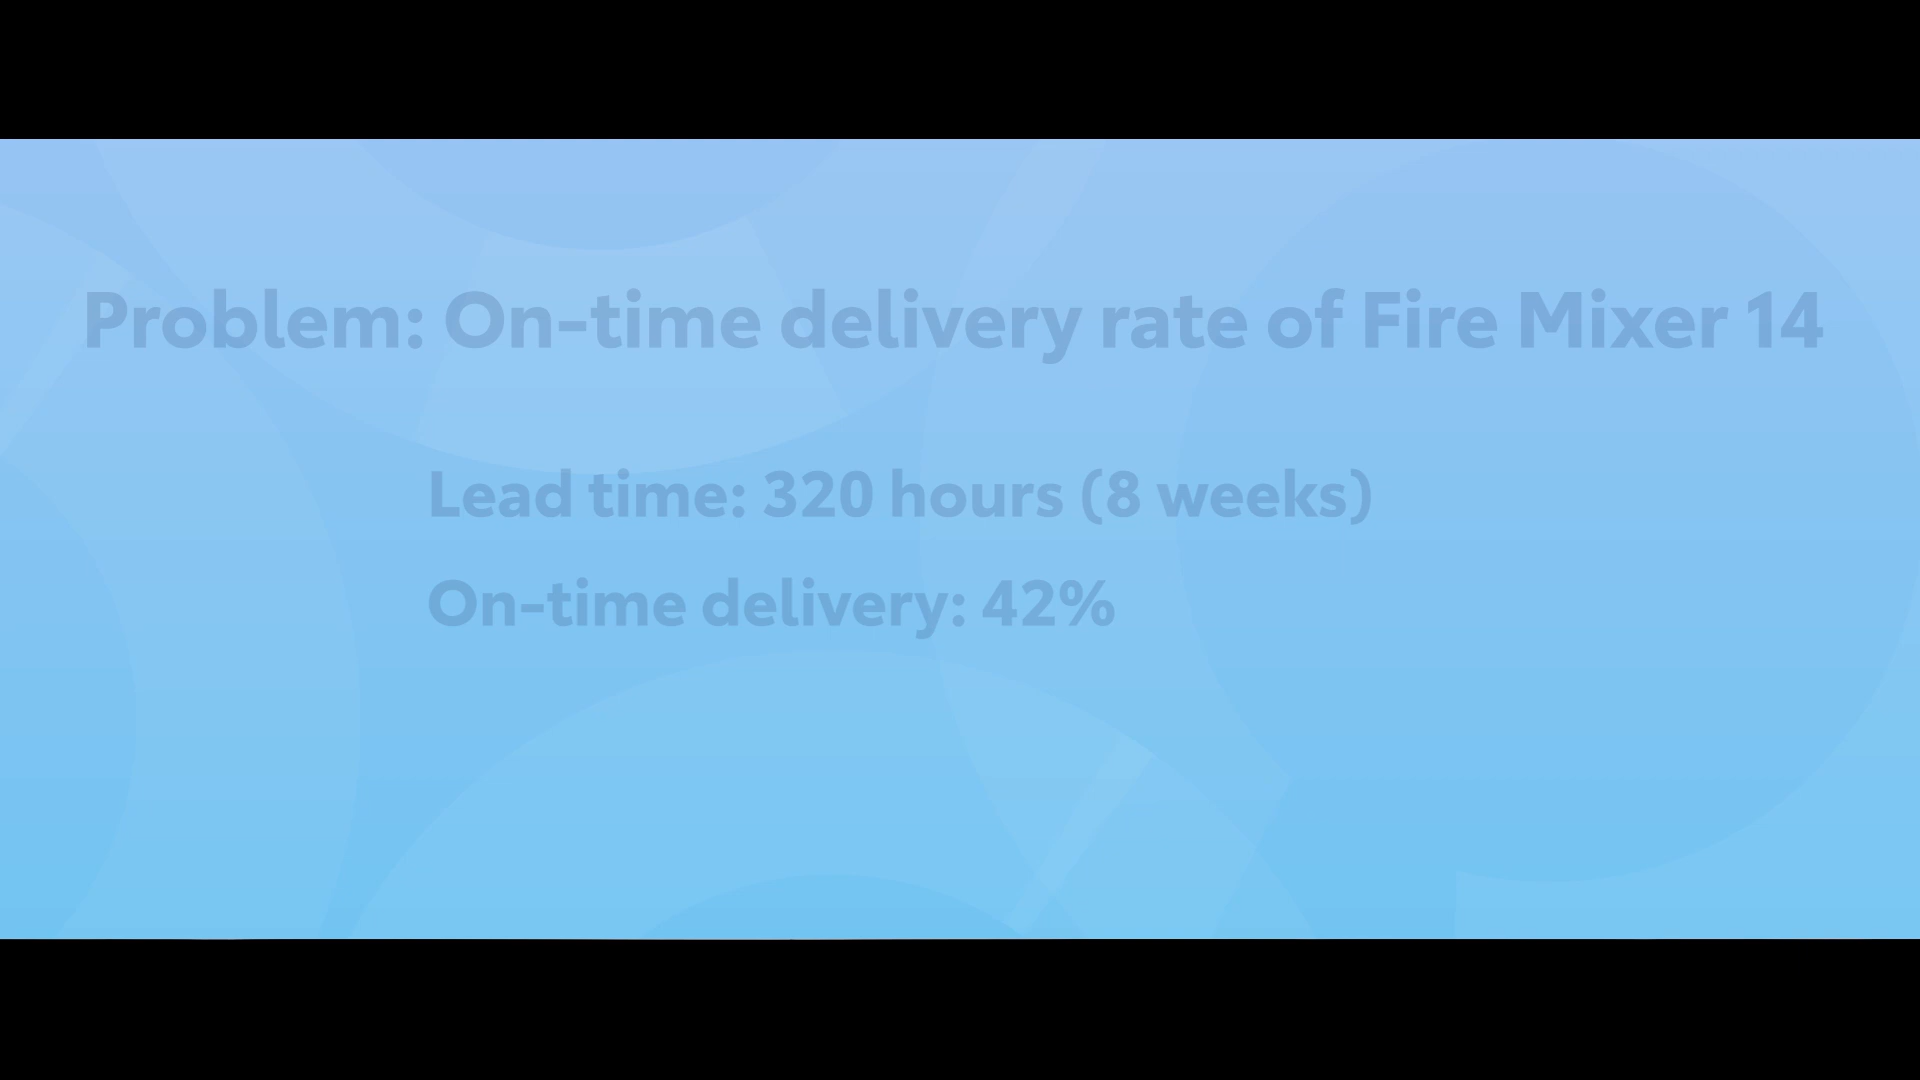 Problem: On-time delivery rate of Fire Mixer 14
Lead time: 320 hours (8 weeks)
On-time delivery: 42%